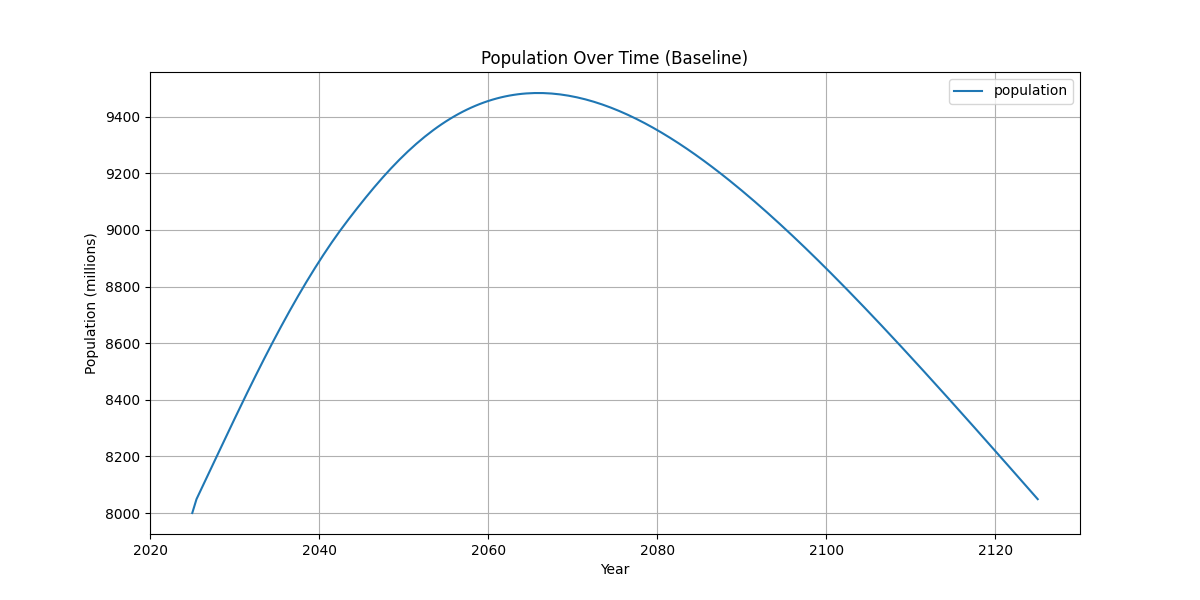 Population Over Time (Baseline)
population
Population (millions)
9400
9200
9000
8800
8600
8400
8200
8000
2020 2040 2060 2080 2100 2120
Year